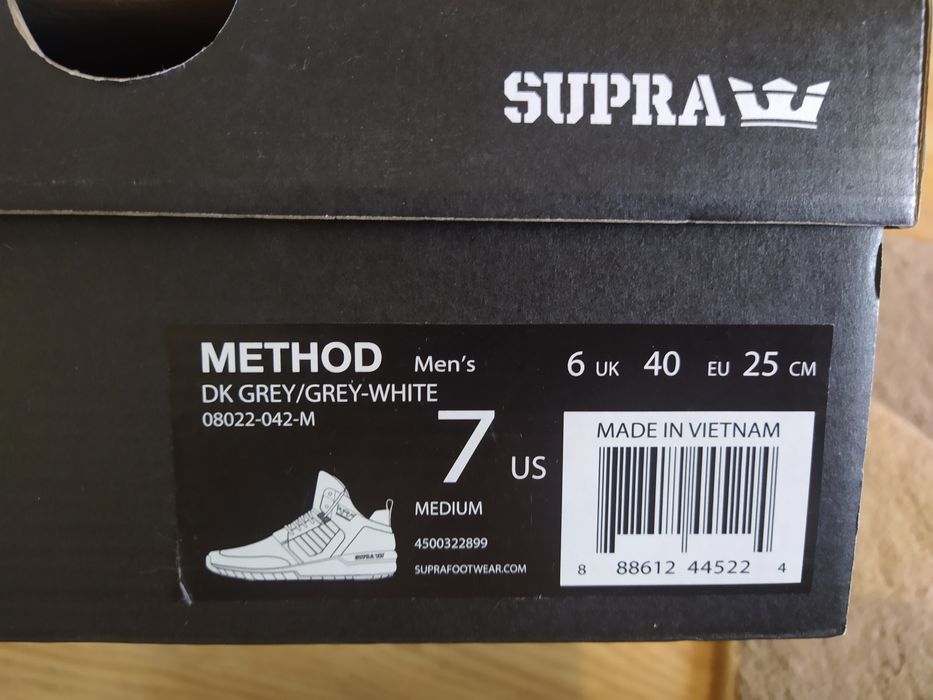 SUPRA
METHOD Men's
DK GREY/GREY-WHITE
08022-042-M
7 US
MEDIUM
4500322899
SUPRAFOOTWEAR.COM
SUPRA
6 UK 40 EU 25 CM
MADE IN VIETNAM
8 88612 44522 4